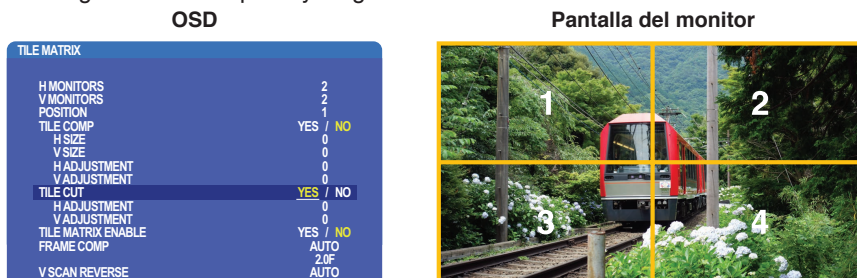 OSD
Pantalla del monitor
TILE MATRIX
H MONITORS 2
V MONITORS 2
POSITION 1
TILE COMP YES / NO
H SIZE 0
V SIZE 0
H ADJUSTMENT 0
V ADJUSTMENT 0
TILE CUT YES / NO
H ADJUSTMENT 0
V ADJUSTMENT 0
TILE MATRIX ENABLE YES / NO
FRAME COMP AUTO
2.0F
V SCAN REVERSE AUTO
1 2
3 4